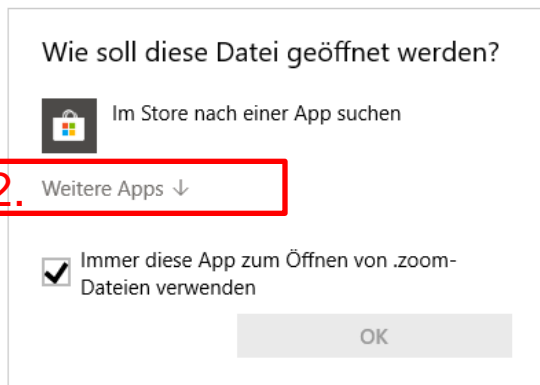 Wie soll diese Datei geöffnet werden?
Im Store nach einer App suchen
2.
Weitere Apps ↓
Immer diese App zum Öffnen von .zoom-
Dateien verwenden
OK